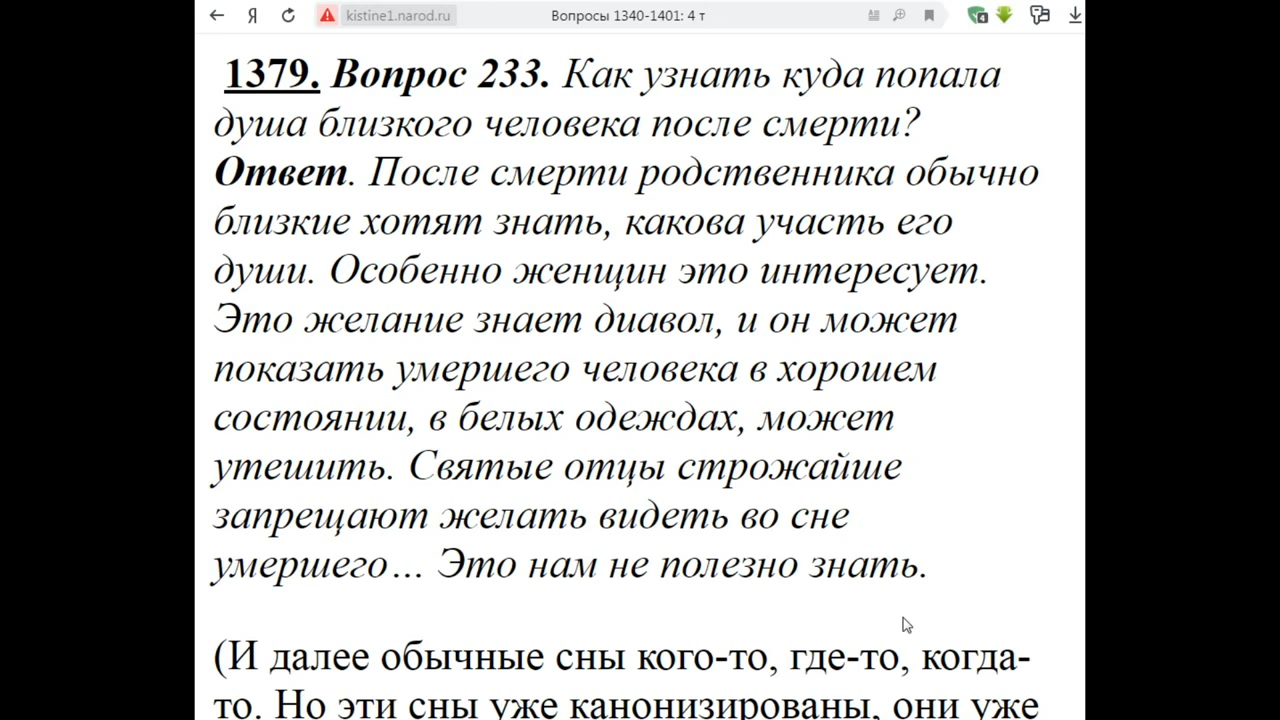 Я kistine1.narod.ru Вопросы 1340-1401: 4 т 4
1379. Вопрос 233. Как узнать куда попала
душа близкого человека после смерти?
Ответ. После смерти родственника обычно
близкие хотят знать, какова участь его
души. Особенно женщин это интересует.
Это желание знает диавол, и он может
показать умершего человека в хорошем
состоянии, в белых одеждах, может
утешить. Святые отцы строжайше
запрещают желать видеть во сне
умершего... Это нам не полезно знать.
(И далее обычные сны кого-то, где-то, когда-
то. Но эти сны уже канонизированы, они уже